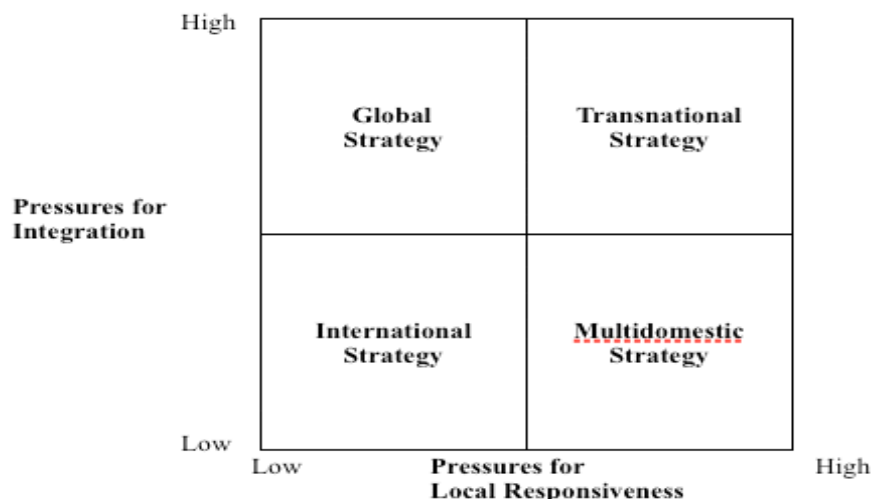 High
Global
Strategy
Transnational
Strategy
Pressures for
Integration
International
Strategy
Multidomestic
Strategy
Low
Low
Pressures for
Local Responsiveness
High